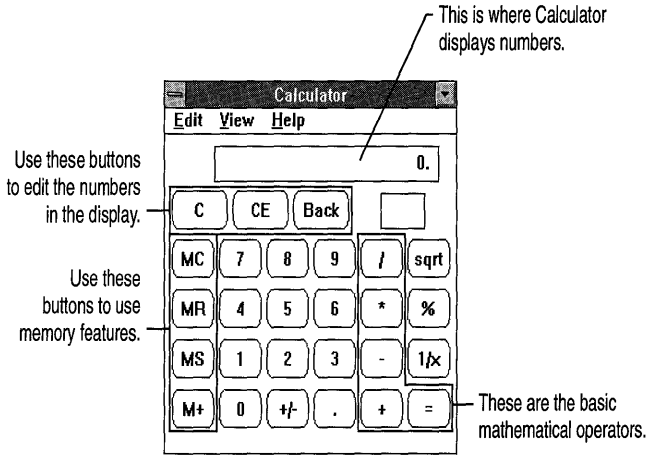 This is where Calculator
displays numbers.
Calculator
Edit View Help
0.
Use these buttons
to edit the numbers
in the display.
C CE Back
MC 7 8 9 / sqrt
Use these
buttons to use
memory features.
MR 4 5 6 * %
MS 1 2 3 - 1/x
M+ 0 +/- . + =
These are the basic
mathematical operators.